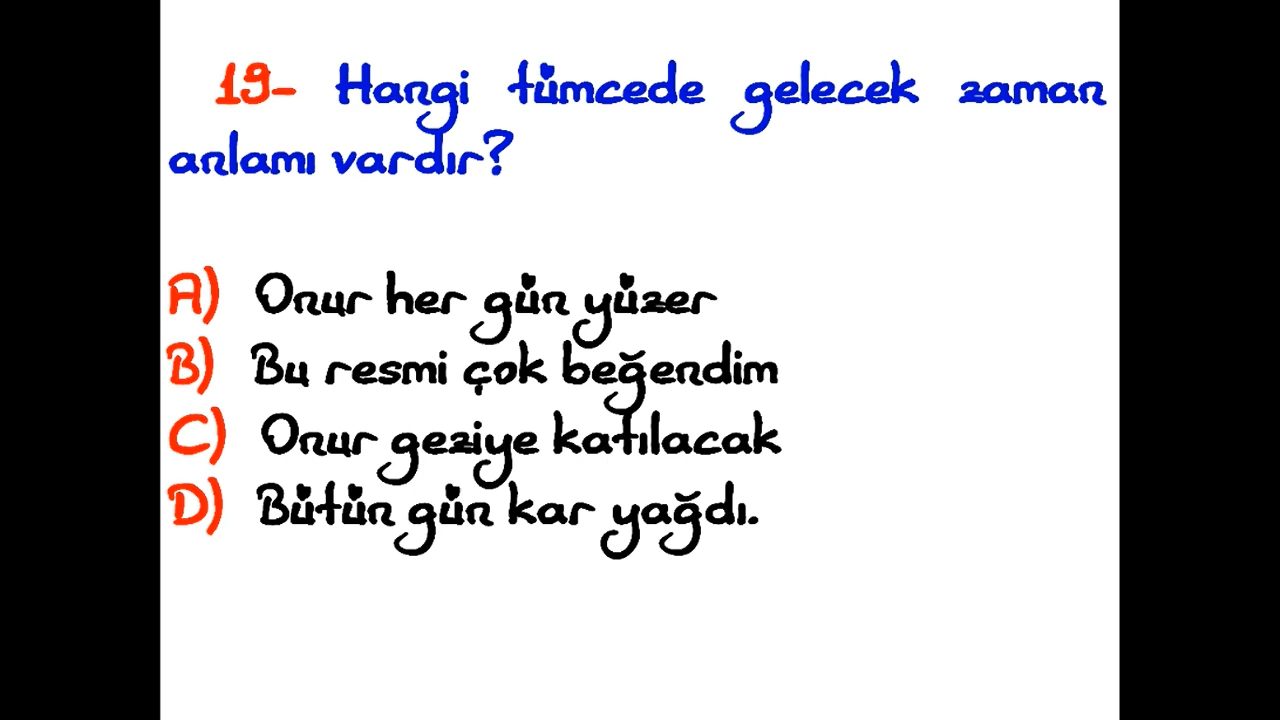 19- Hangi tümcede gelecek zaman
anlamı vardır?
A) Onur her gün yüzer
B) Bu resmi çok beğendim
C) Onur geziye katılacak
D) Bütün gün kar yağdı.